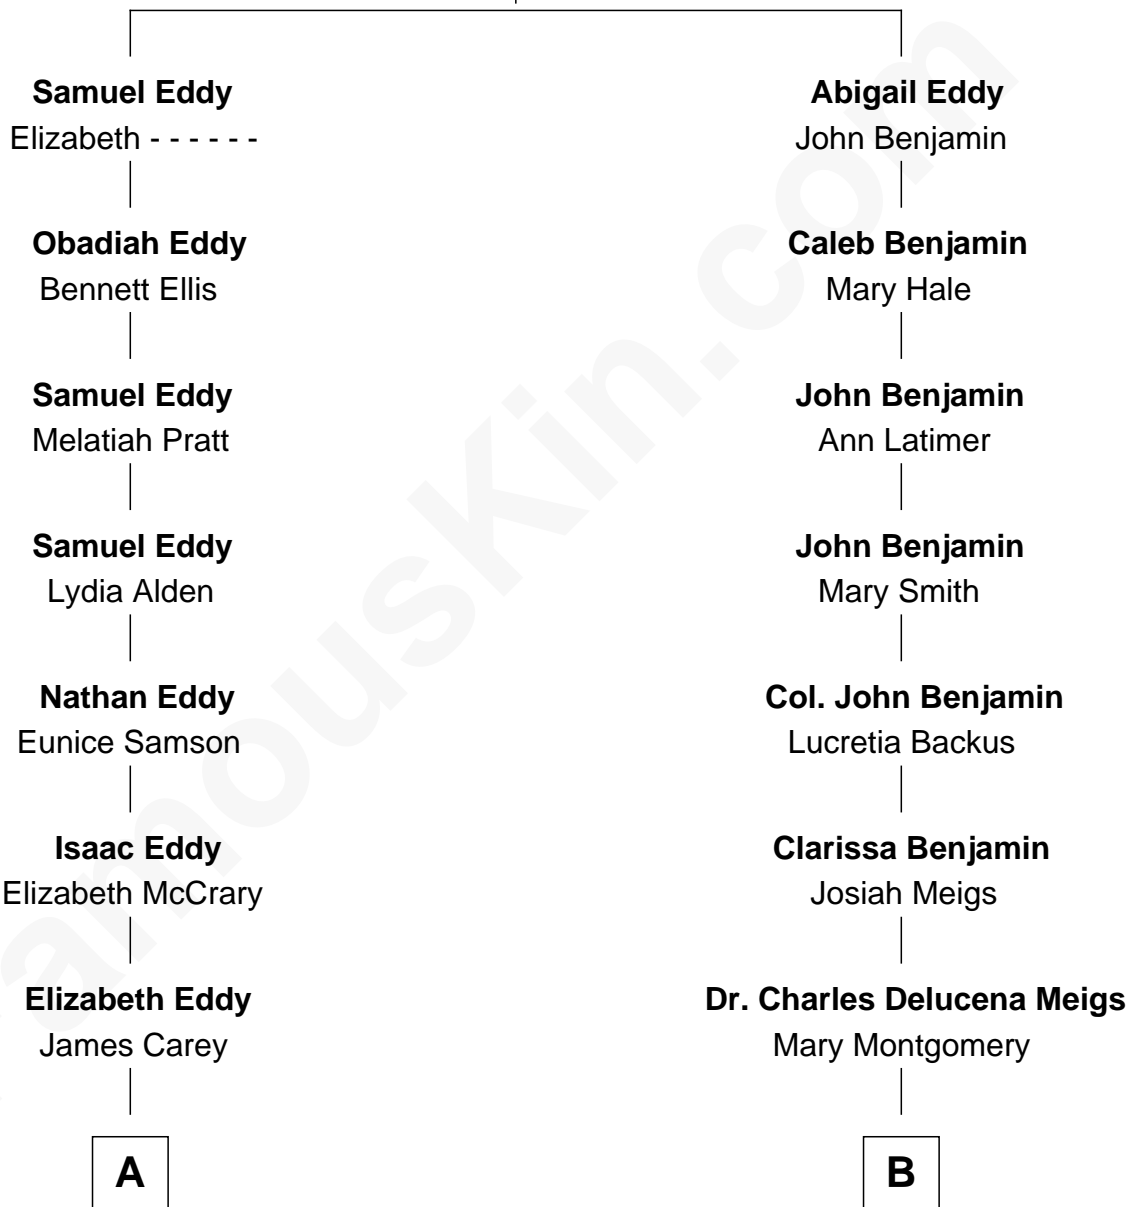 Samuel Eddy
Elizabeth - - - - - -
Abigail Eddy
John Benjamin
Obadiah Eddy
Bennett Ellis
Caleb Benjamin
Mary Hale
Samuel Eddy
Melatiah Pratt
John Benjamin
Ann Latimer
Samuel Eddy
Lydia Alden
John Benjamin
Mary Smith
Nathan Eddy
Eunice Samson
Col. John Benjamin
Lucretia Backus
Isaac Eddy
Elizabeth McCrary
Clarissa Benjamin
Josiah Meigs
Elizabeth Eddy
James Carey
Dr. Charles Delucena Meigs
Mary Montgomery
A
B
amousKin.com